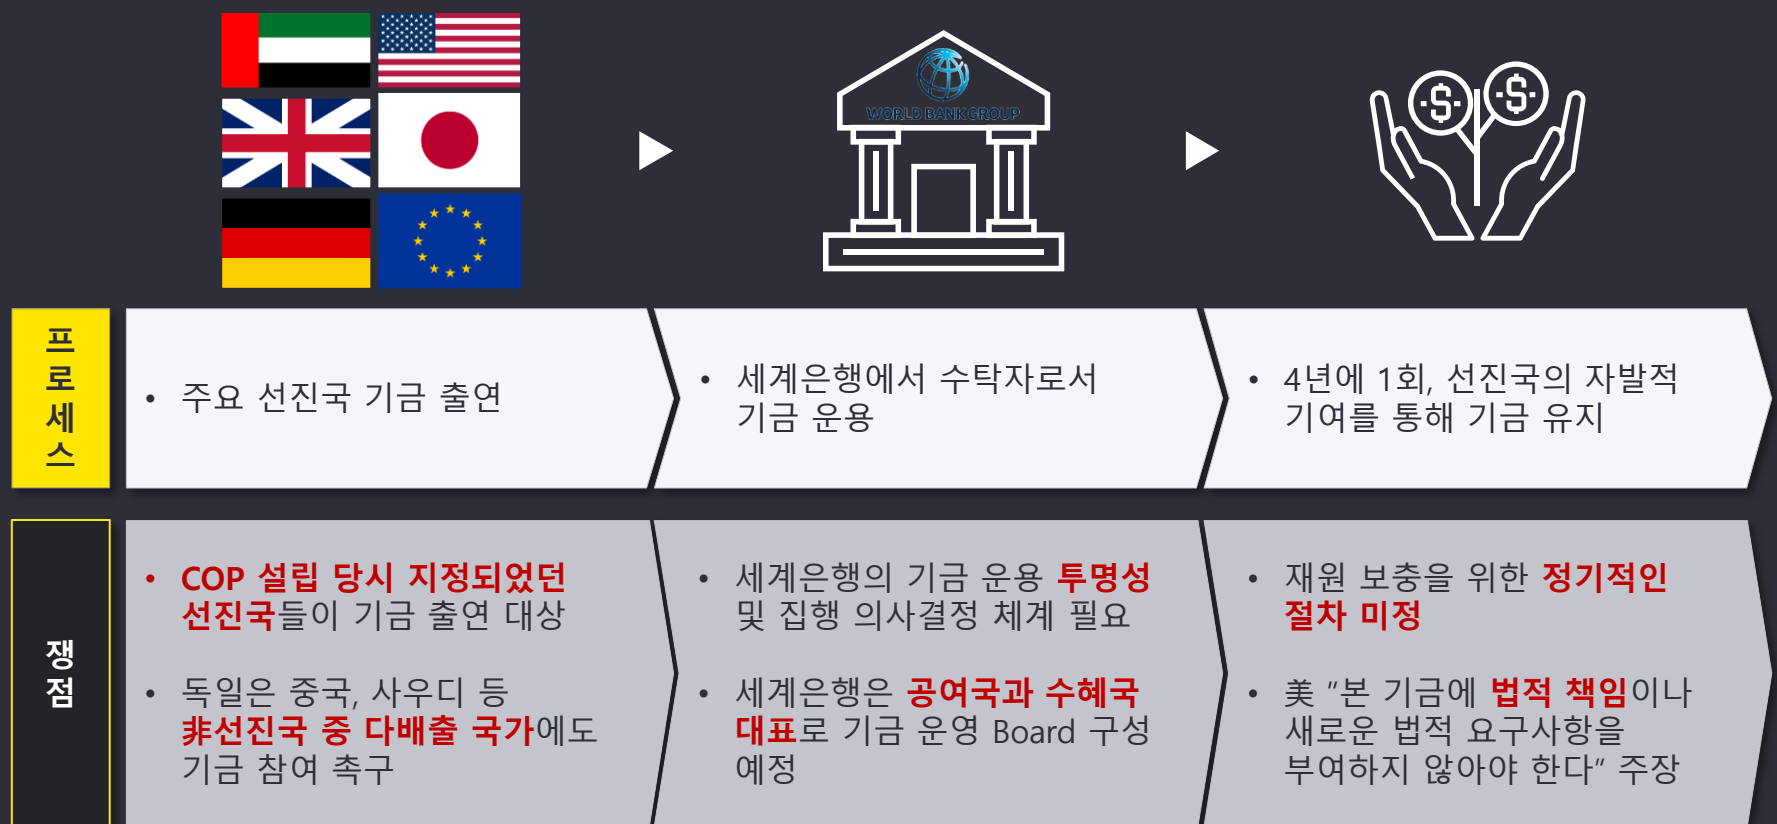 WORLD BANK GROUP
프로세스
• 주요 선진국 기금 출연
• 세계은행에서 수탁자로서
기금 운용
• 4년에 1회, 선진국의 자발적
기여를 통해 기금 유지
쟁점
• COP 설립 당시 지정되었던
선진국들이 기금 출연 대상
• 독일은 중국, 사우디 등
非선진국 중 다배출 국가에도
기금 참여 촉구
• 세계은행의 기금 운용 투명성
및 집행 의사결정 체계 필요
• 세계은행은 공여국과 수혜국
대표로 기금 운영 Board 구성
예정
• 재원 보충을 위한 정기적인
절차 미정
• 美 “본 기금에 법적 책임이나
새로운 법적 요구사항을
부여하지 않아야 한다” 주장